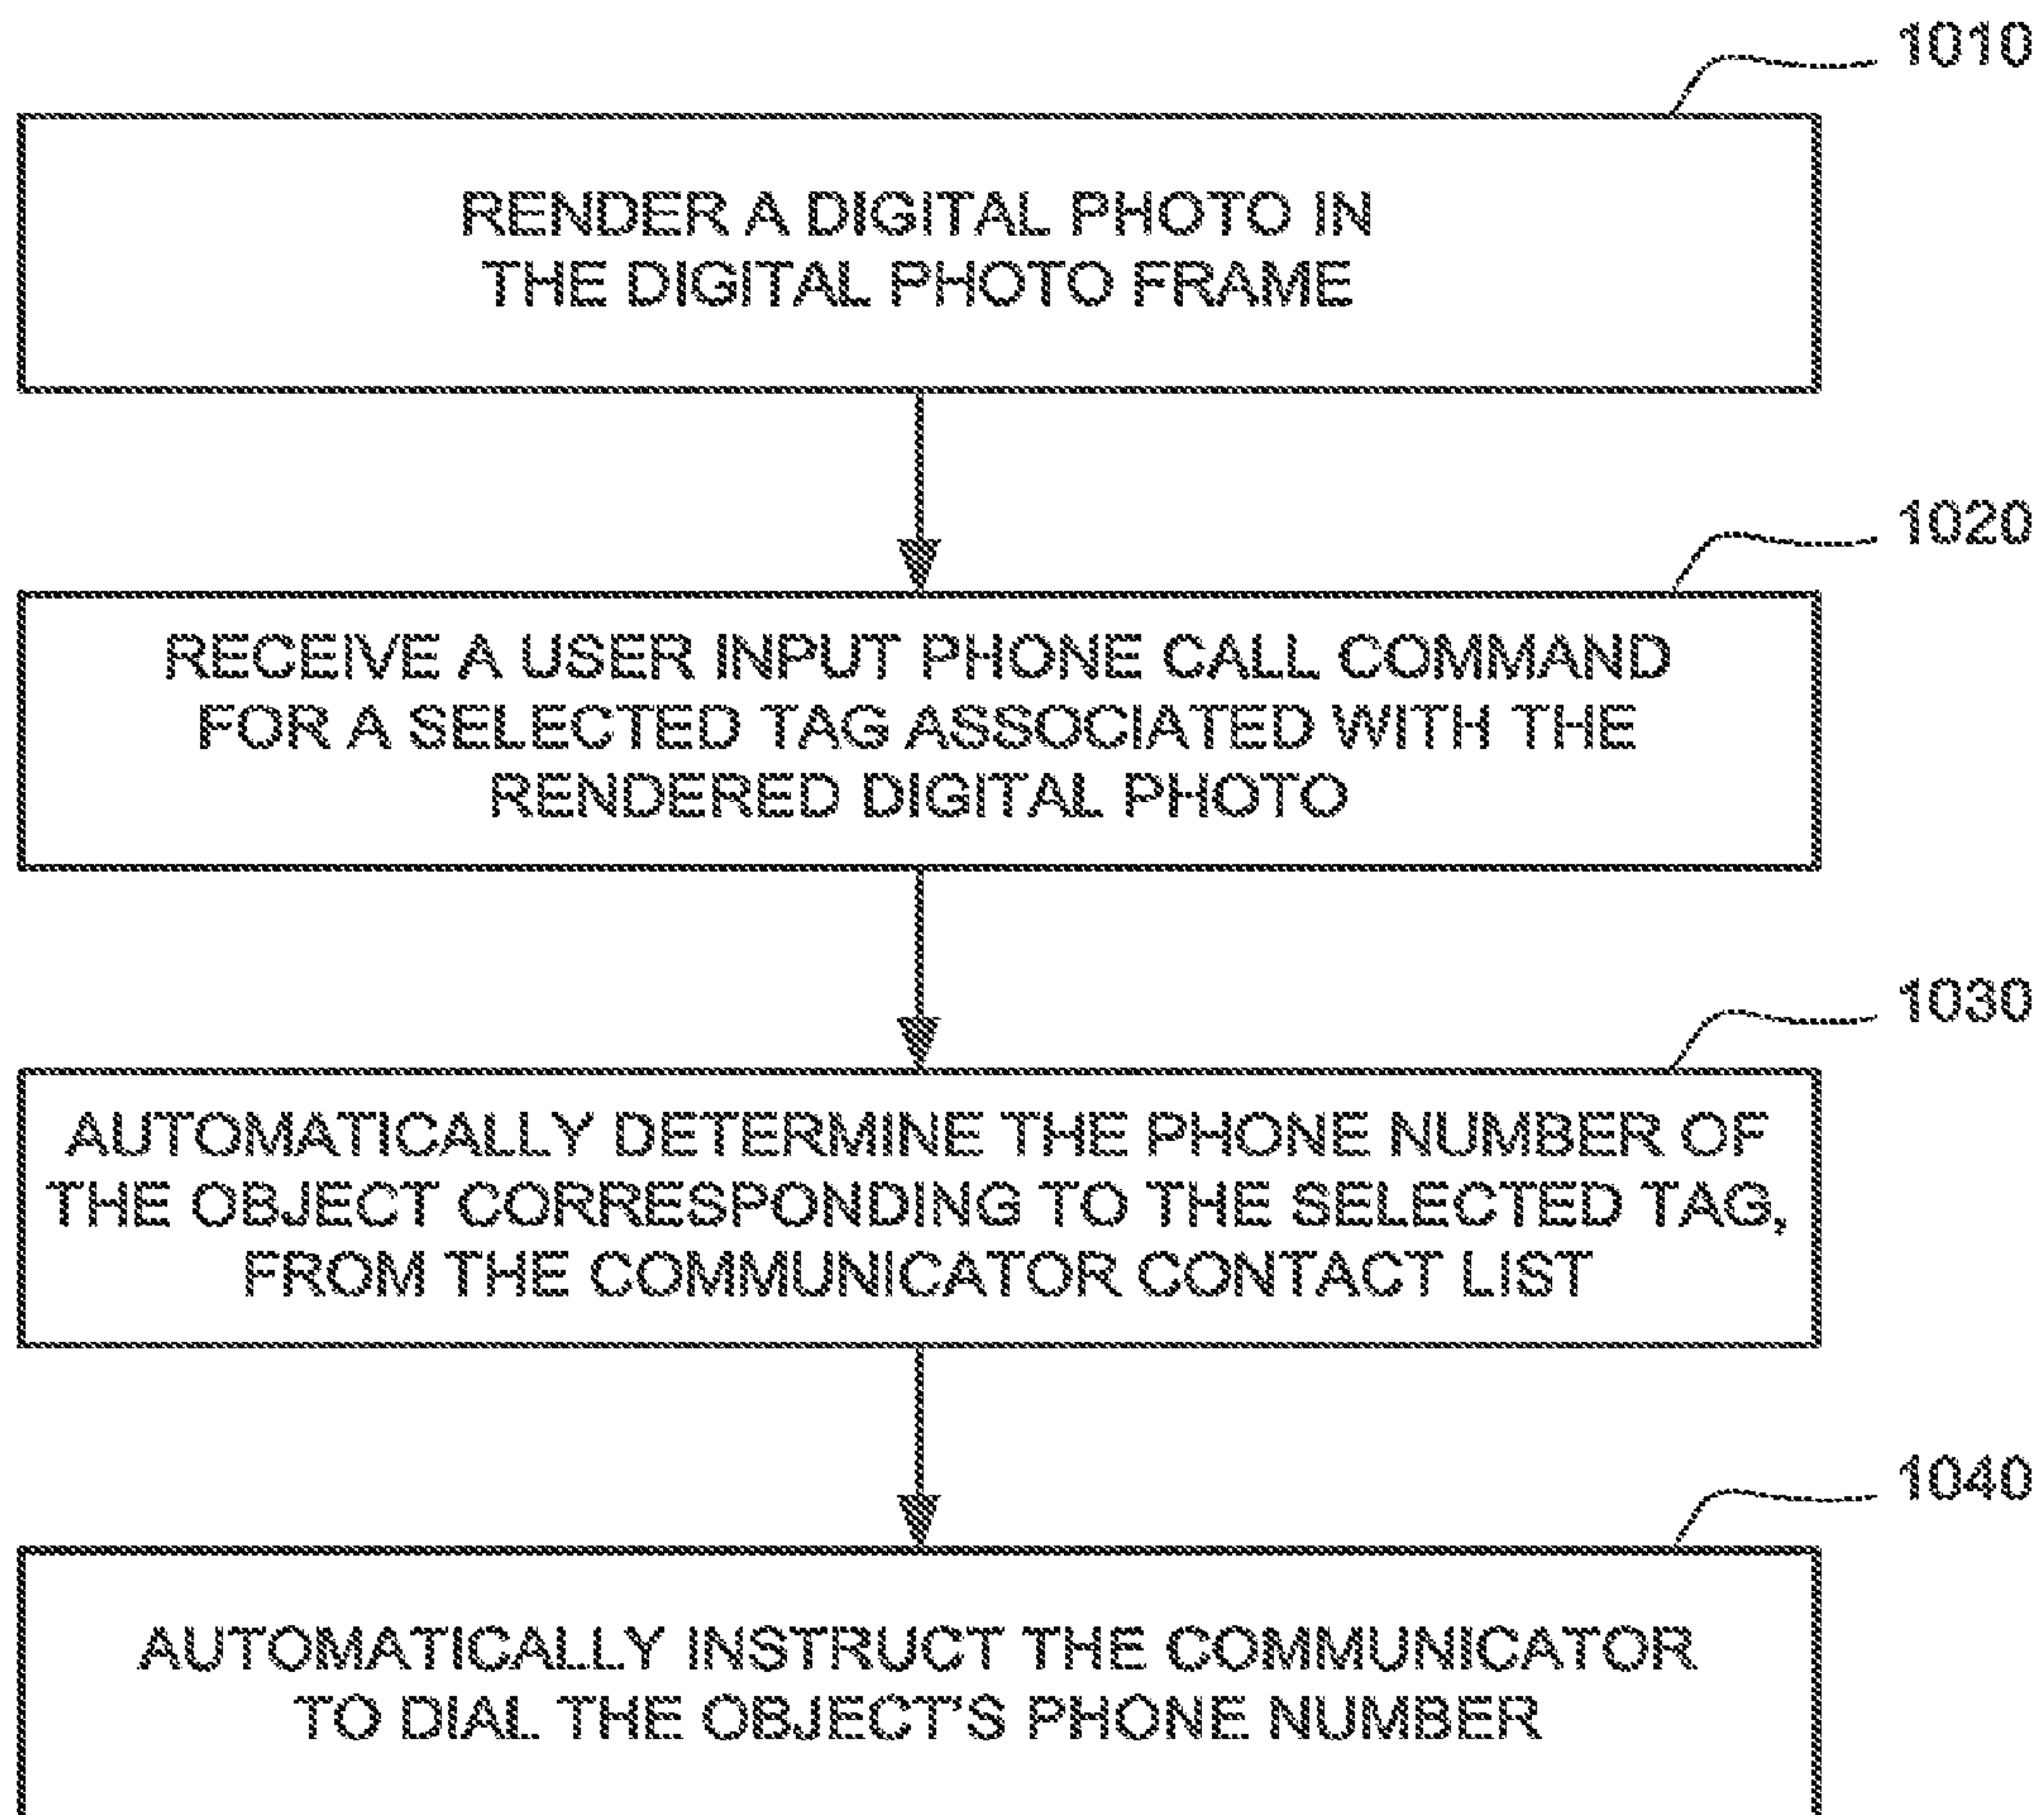 1010
RENDER A DIGITAL PHOTO IN
THE DIGITAL PHOTO FRAME
1020
RECEIVE A USER INPUT PHONE CALL COMMAND
FOR A SELECTED TAG ASSOCIATED WITH THE
RENDERED DIGITAL PHOTO
1030
AUTOMATICALLY DETERMINE THE PHONE NUMBER OF
THE OBJECT CORRESPONDING TO THE SELECTED TAG,
FROM THE COMMUNICATOR CONTACT LIST
1040
AUTOMATICALLY INSTRUCT THE COMMUNICATOR
TO DIAL THE OBJECT'S PHONE NUMBER